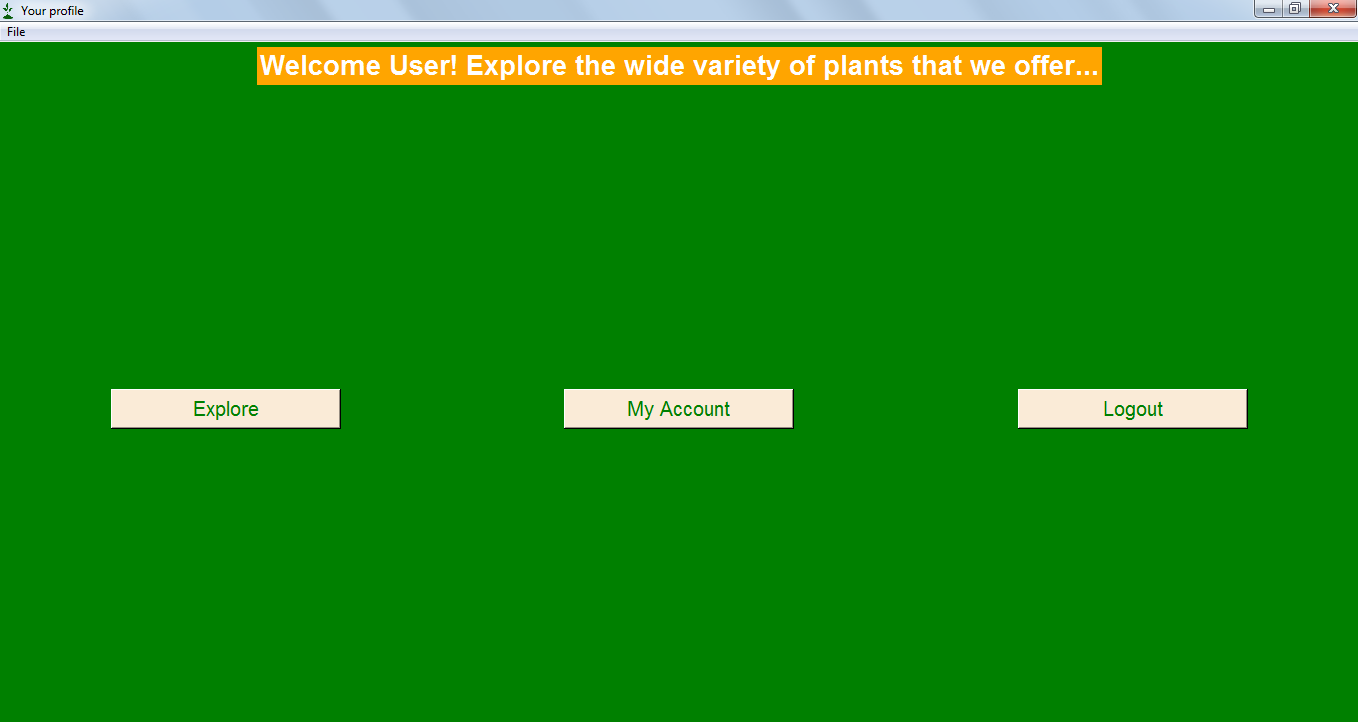 Your profile
File
Welcome User! Explore the wide variety of plants that we offer...
Explore
My Account
Logout